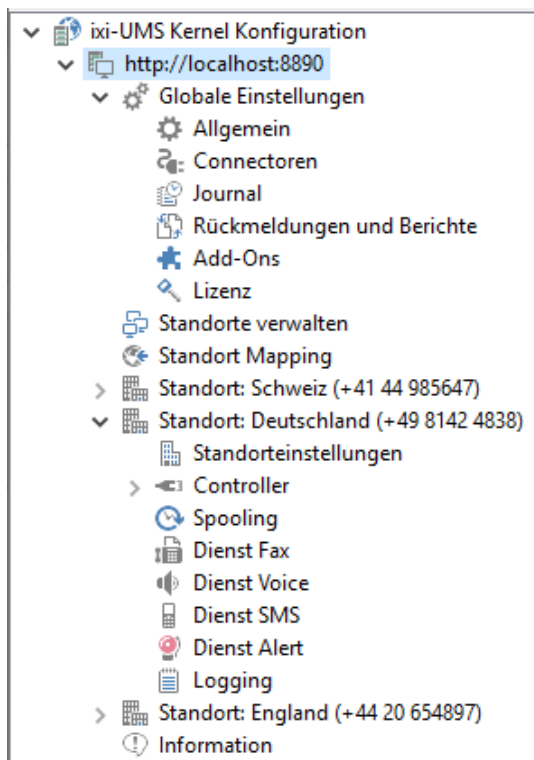 ixi-UMS Kernel Konfiguration
http://localhost:8890
Globale Einstellungen
Allgemein
Connectoren
Journal
Rückmeldungen und Berichte
Add-Ons
Lizenz
Standorte verwalten
Standort Mapping
Standort: Schweiz (+41 44 985647)
Standort: Deutschland (+49 8142 4838)
Standorteinstellungen
Controller
Spooling
Dienst Fax
Dienst Voice
Dienst SMS
Dienst Alert
Logging
Standort: England (+44 20 654897)
Information